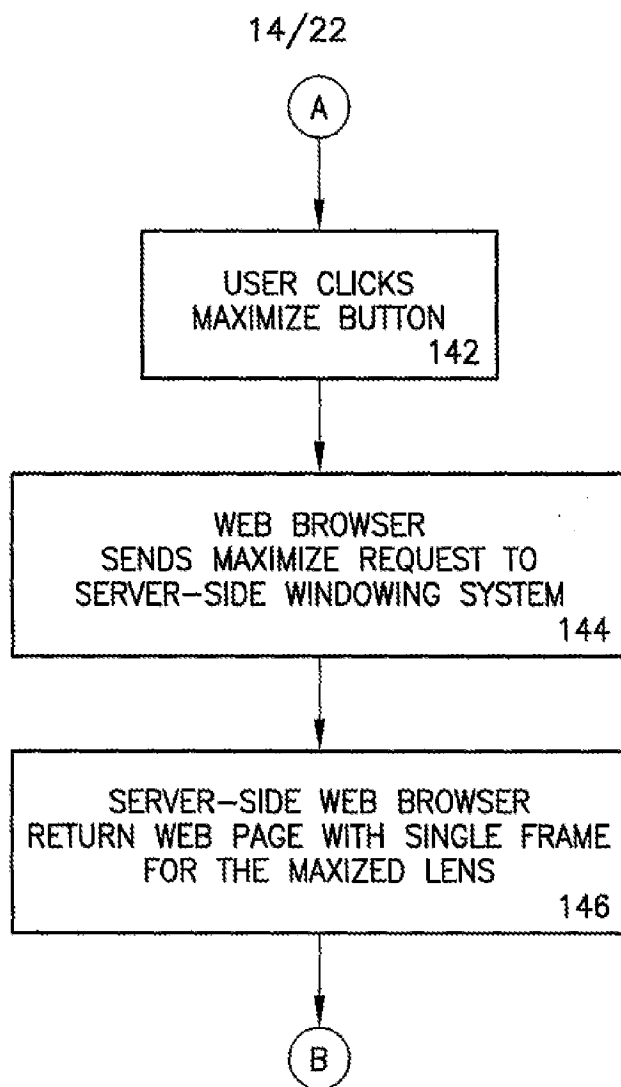 14/22
A
USER CLICKS
MAXIMIZE BUTTON
142
WEB BROWSER
SENDS MAXIMIZE REQUEST TO
SERVER-SIDE WINDOWING SYSTEM
144
SERVER-SIDE WEB BROWSER
RETURN WEB PAGE WITH SINGLE FRAME
FOR THE MAXIZED LENS
146
B